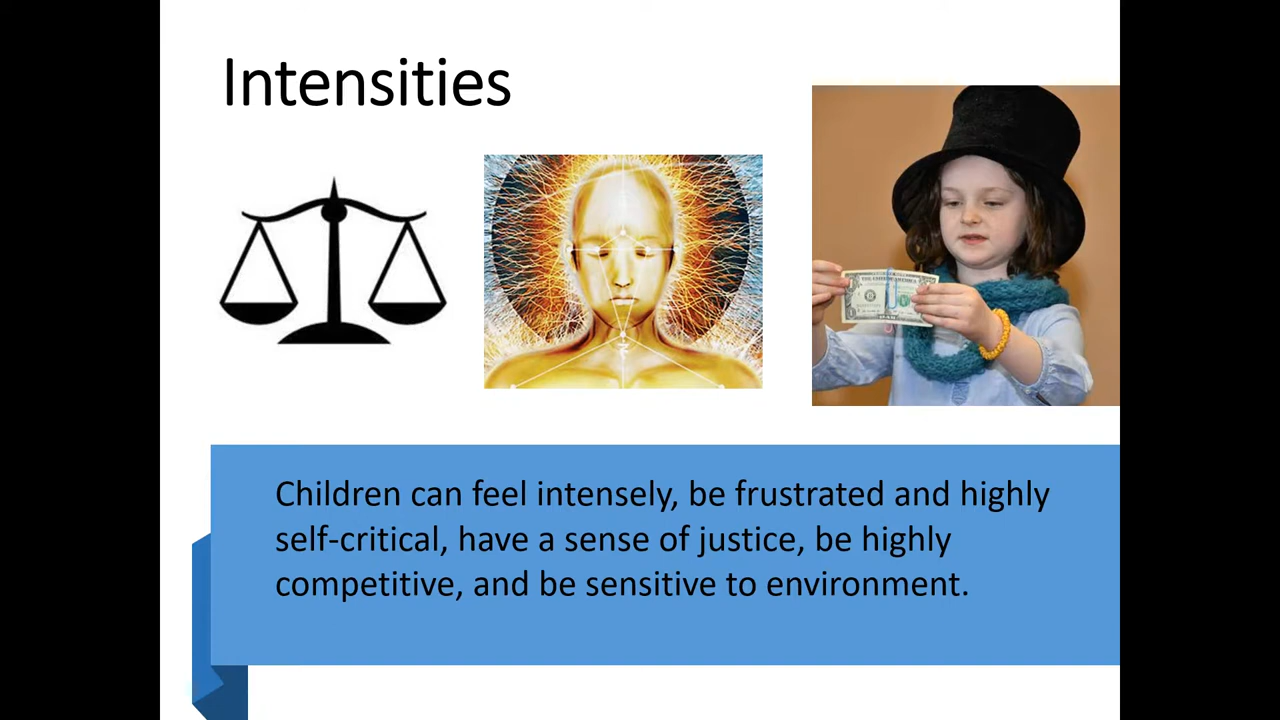 Intensities
Children can feel intensely, be frustrated and highly
self-critical, have a sense of justice, be highly
competitive, and be sensitive to environment.